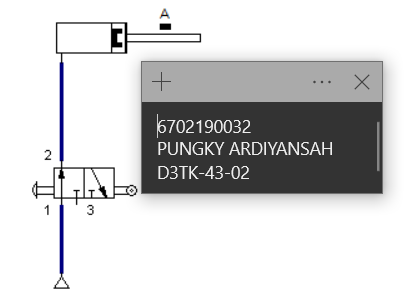 A
6702190032
PUNGKY ARDIYANSAH
D3TK-43-02
2
1 3